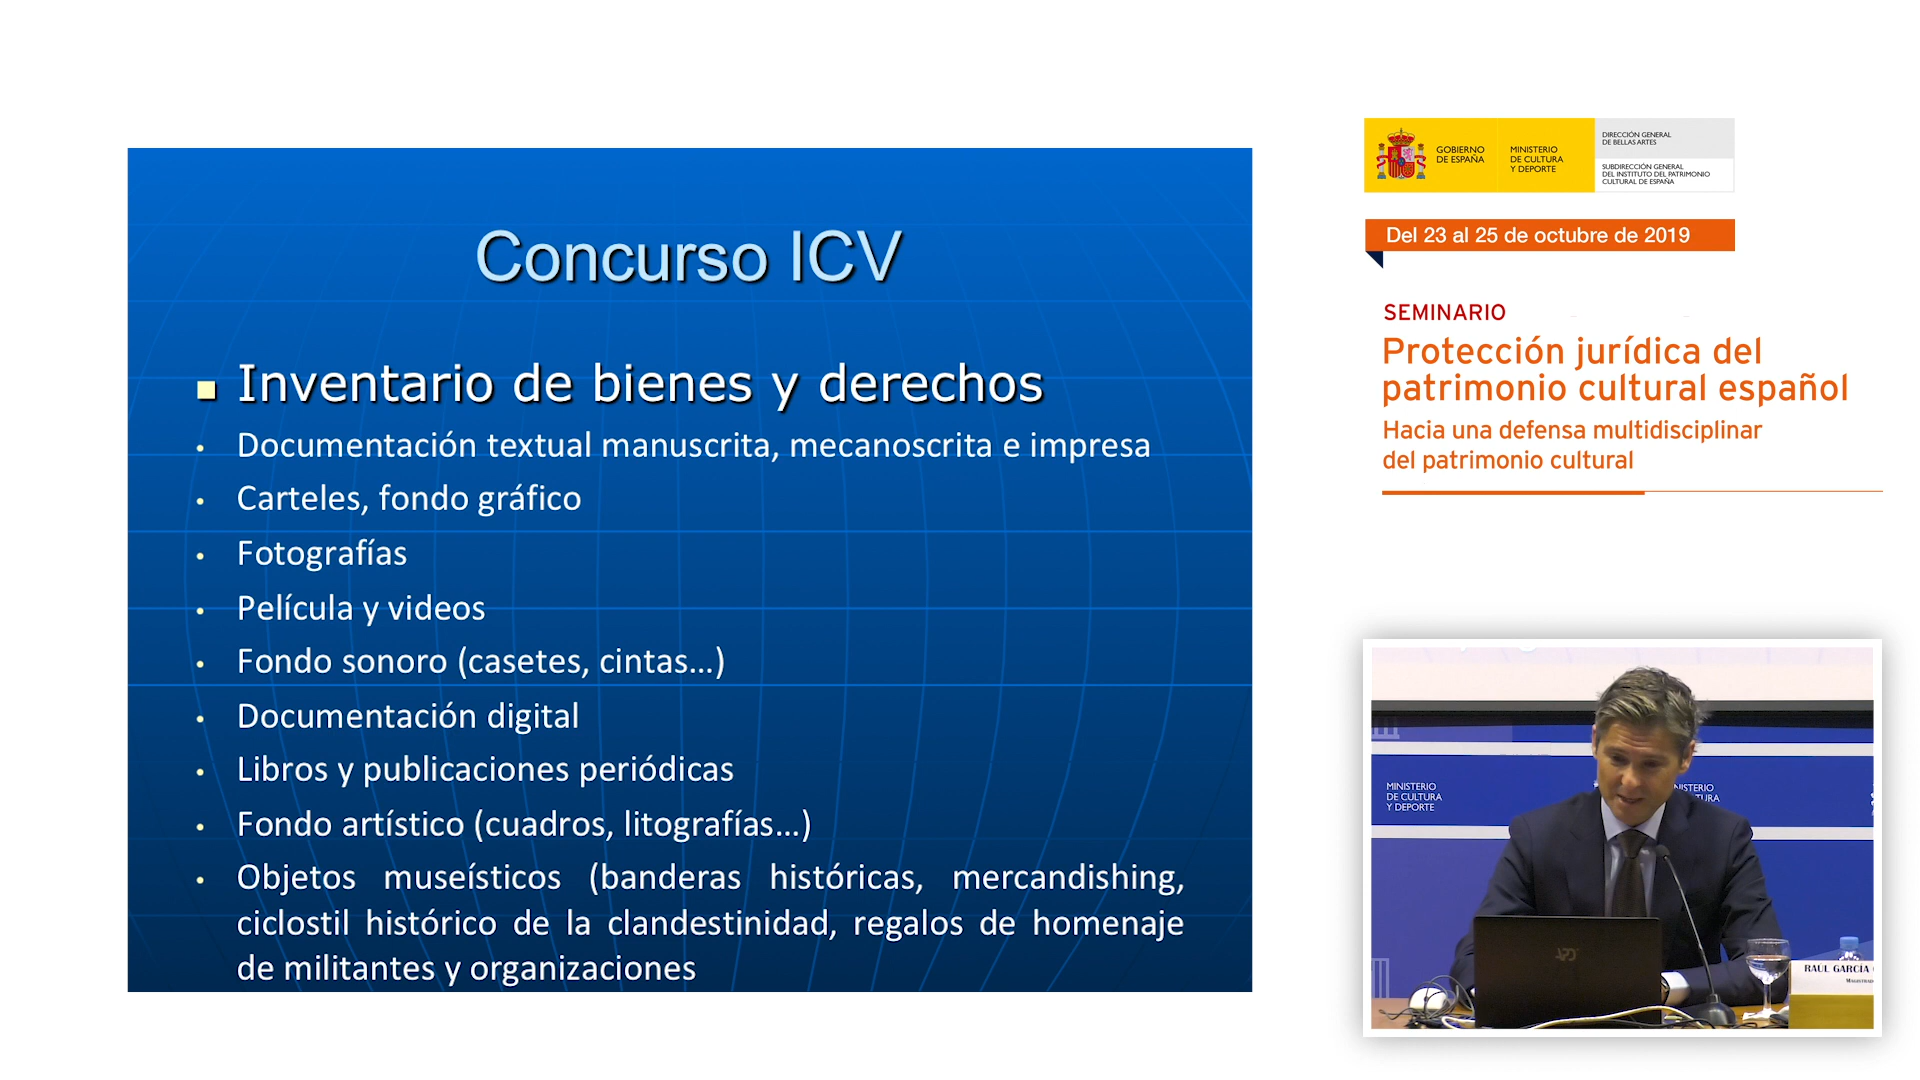 Concurso ICV
Inventario de bienes y derechos
Documentación textual manuscrita, mecanoscrita e impresa
Carteles, fondo gráfico
Fotografías
Película y videos
Fondo sonoro (casetes, cintas...)
Documentación digital
Libros y publicaciones periódicas
Fondo artístico (cuadros, litografías...)
Objetos museísticos (banderas históricas, mercandishing,
ciclostil histórico de la clandestinidad, regalos de homenaje
de militantes y organizaciones
GOBIERNO
DE ESPAÑA
MINISTERIO
DE CULTURA
Y DEPORTE
DIRECCIÓN GENERAL
DE BELLAS ARTES
SUBDIRECCIÓN GENERAL
DEL INSTITUTO DEL PATRIMONIO
CULTURAL DE ESPAÑA
Del 23 al 25 de octubre de 2019
SEMINARIO
Protección jurídica del
patrimonio cultural español
Hacia una defensa multidisciplinar
del patrimonio cultural
MINISTERIO
DE CULTURA
Y DEPORTE
RAÚL GARCÍA